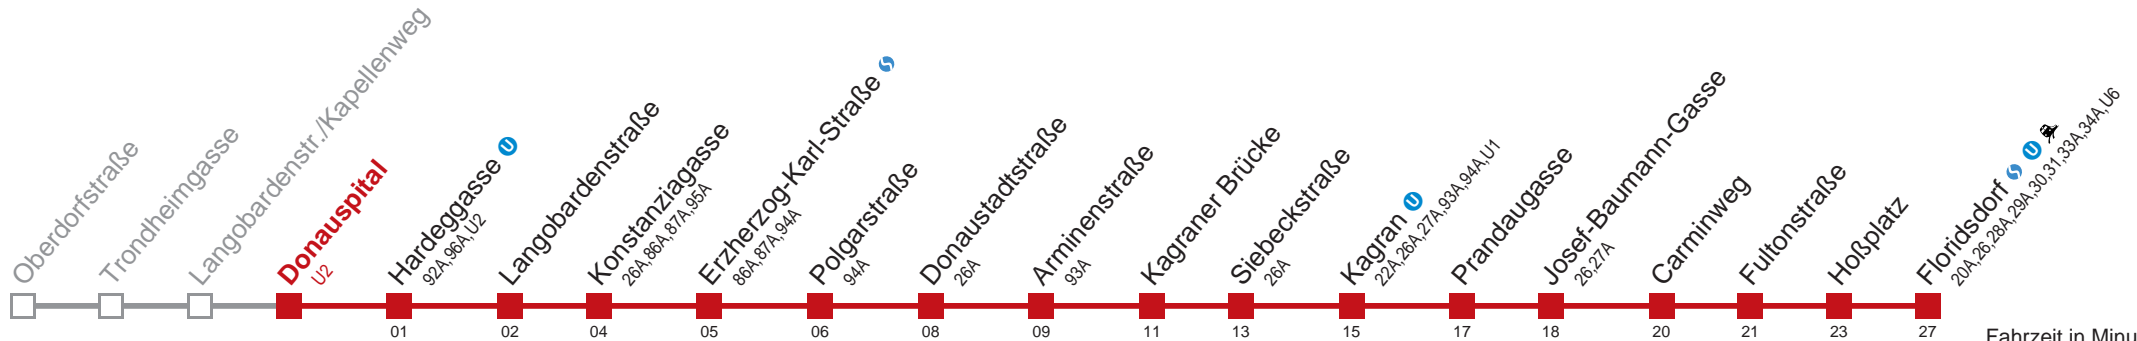 Oberdorfstraße
Trondheimgasse
Langobardenstr./Kapellenweg
Donauspital
U2
Hardeggasse U
92A,96A,U2
Langobardenstraße
Konstanziagasse
26A,86A,87A,95A
Erzherzog-Karl-Straße S
86A,87A,94A
Polgarstraße
94A
Donaustadtstraße
26A
Arminenstraße
93A
Kagraner Brücke
Siebeckstraße
26A
Kagran U
22A,26A,27A,93A,94A,U1
Prandaugasse
Josef-Baumann-Gasse
26,27A
Carminweg
Fultonstraße
Hoßplatz
Floridsdorf S U
20A,26,28A,29A,30,31,33A,34A,U6
01 02 04 05 06 08 09 11 13 15 17 18 20 21 23 27
Fahrzeit in Minu